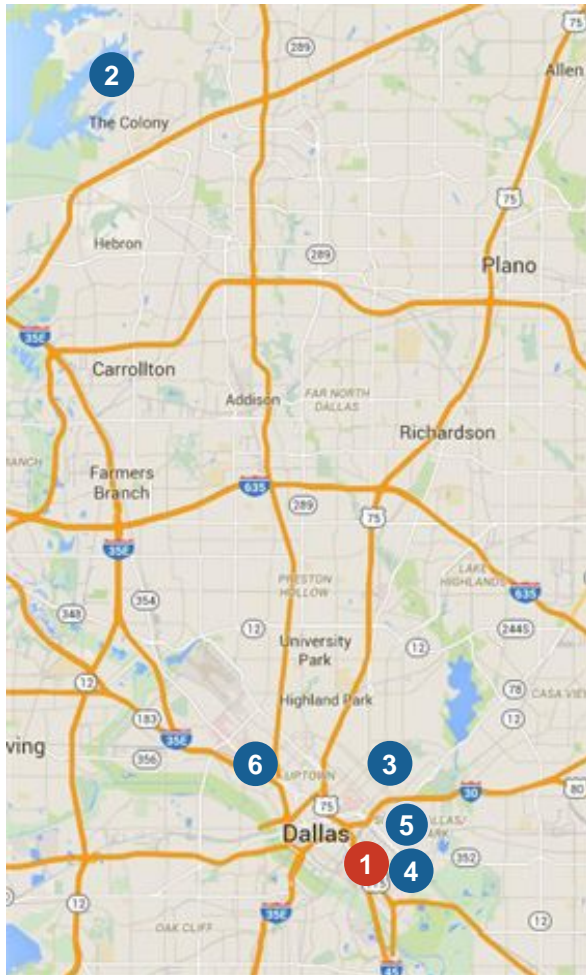 75
289
Allen
2
The Colony
75
Hebron
289
Plano
35E
Carrollton
Addison
FAR NORTH
DALLAS
Richardson
RANCH
Farmers
Branch
635
289
75
35E
LAKE
HIGHLANDS
PRESTON
HOLLOW
635
348
354
12
2445
University
Park
12
12
78
Highland Park
CASA VIEW
183
12
35E
ving
356
6
UPTOWN
3
30
80
75
5
Dallas
352
1
4
12
35E
12
OAK CLIFF
45